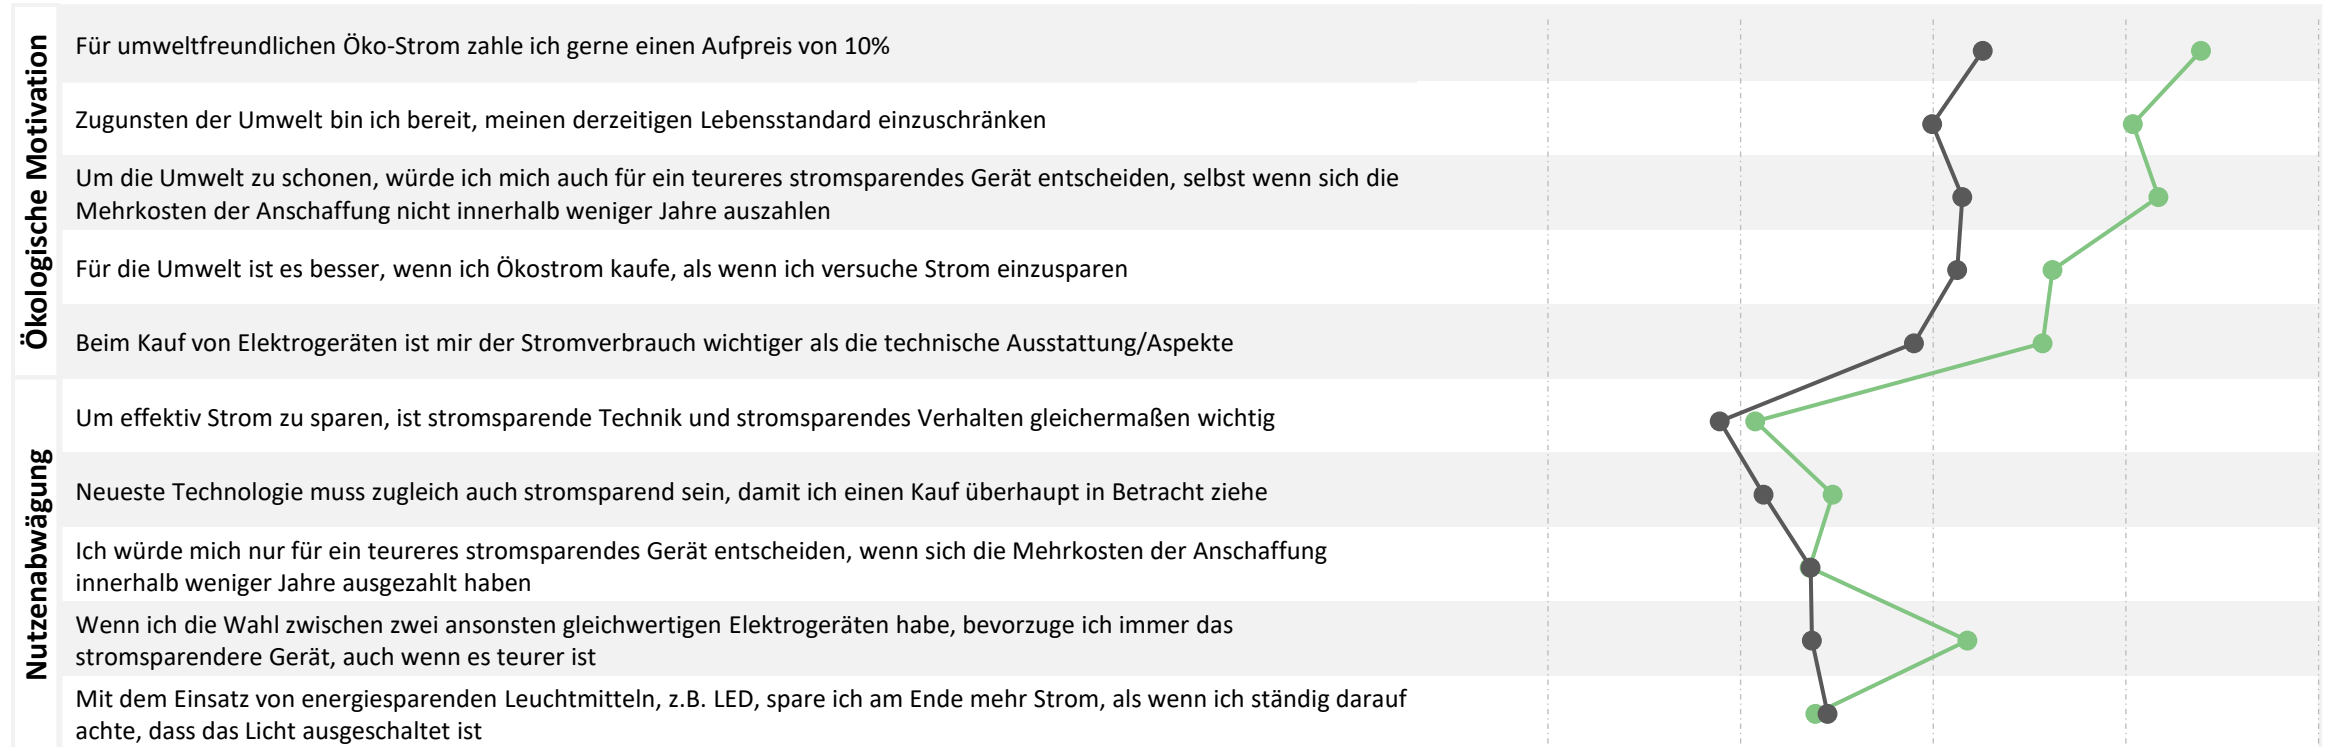 Ökologische Motivation
Für umweltfreundlichen Öko-Strom zahle ich gerne einen Aufpreis von 10%
Zugunsten der Umwelt bin ich bereit, meinen derzeitigen Lebensstandard einzuschränken
Um die Umwelt zu schonen, würde ich mich auch für ein teureres stromsparendes Gerät entscheiden, selbst wenn sich die
Mehrkosten der Anschaffung nicht innerhalb weniger Jahre auszahlen
Für die Umwelt ist es besser, wenn ich Ökostrom kaufe, als wenn ich versuche Strom einzusparen
Beim Kauf von Elektrogeräten ist mir der Stromverbrauch wichtiger als die technische Ausstattung/Aspekte
Nutzenabwägung
Um effektiv Strom zu sparen, ist stromsparende Technik und stromsparendes Verhalten gleichermaßen wichtig
Neueste Technologie muss zugleich auch stromsparend sein, damit ich einen Kauf überhaupt in Betracht ziehe
Ich würde mich nur für ein teureres stromsparendes Gerät entscheiden, wenn sich die Mehrkosten der Anschaffung
innerhalb weniger Jahre ausgezahlt haben
Wenn ich die Wahl zwischen zwei ansonsten gleichwertigen Elektrogeräten habe, bevorzuge ich immer das
stromsparendere Gerät, auch wenn es teurer ist
Mit dem Einsatz von energiesparenden Leuchtmitteln, z.B. LED, spare ich am Ende mehr Strom, als wenn ich ständig darauf
achte, dass das Licht ausgeschaltet ist